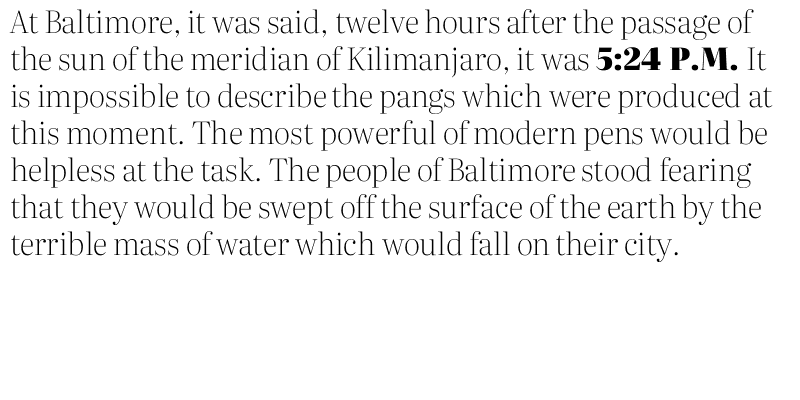 At Baltimore, it was said, twelve hours after the passage of
the sun of the meridian of Kilimanjaro, it was 5:24 P.M. It
is impossible to describe the pangs which were produced at
this moment. The most powerful of modern pens would be
helpless at the task. The people of Baltimore stood fearing
that they would be swept off the surface of the earth by the
terrible mass of water which would fall on their city.